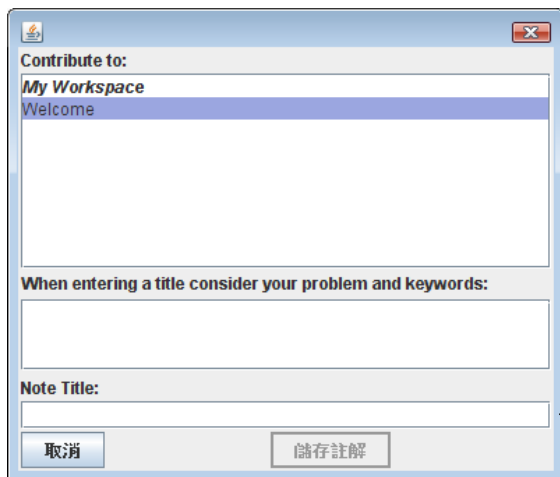 Contribute to:
My Workspace
Welcome
When entering a title consider your problem and keywords:
Note Title:
取消
儲存註解